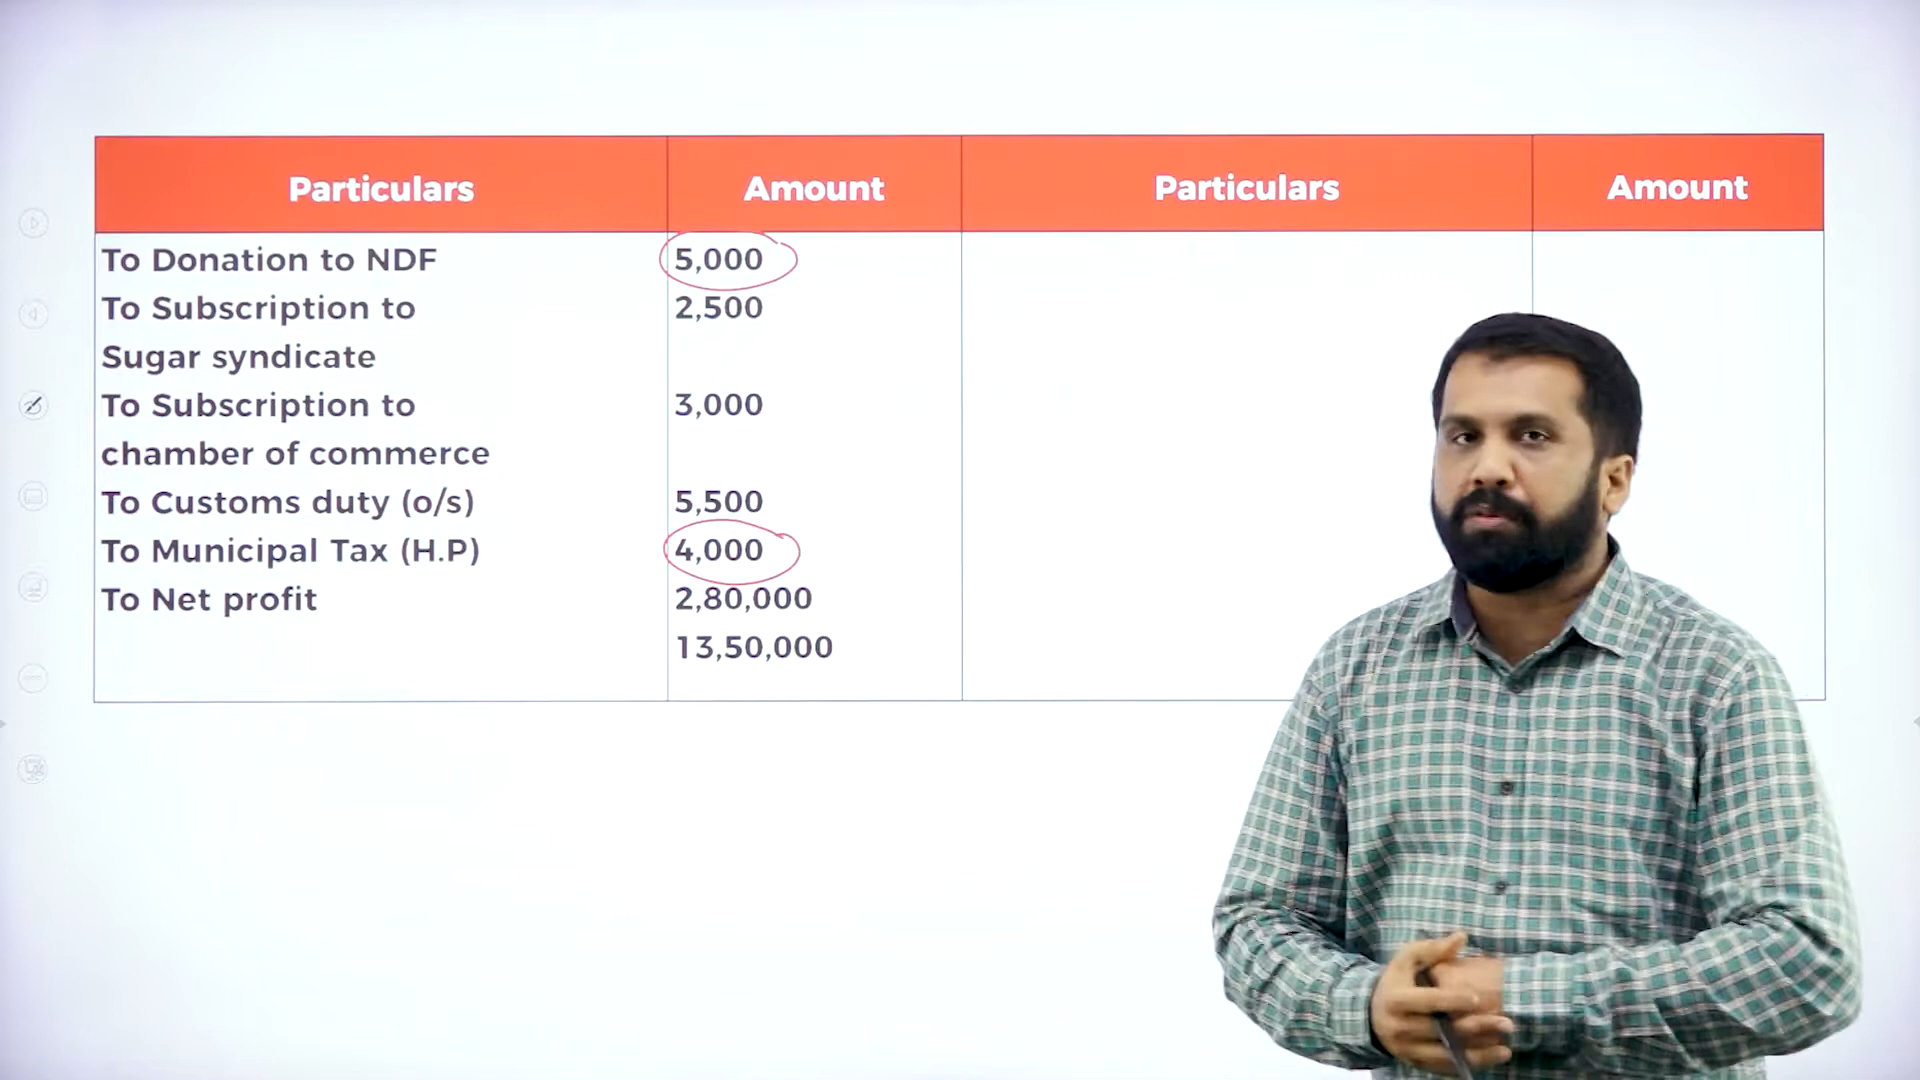 Particulars Amount Particulars Amount
To Donation to NDF 5,000
To Subscription to 2,500
Sugar syndicate
To Subscription to 3,000
chamber of commerce
To Customs duty (o/s) 5,500
To Municipal Tax (H.P) 4,000
To Net profit 2,80,000
13,50,000